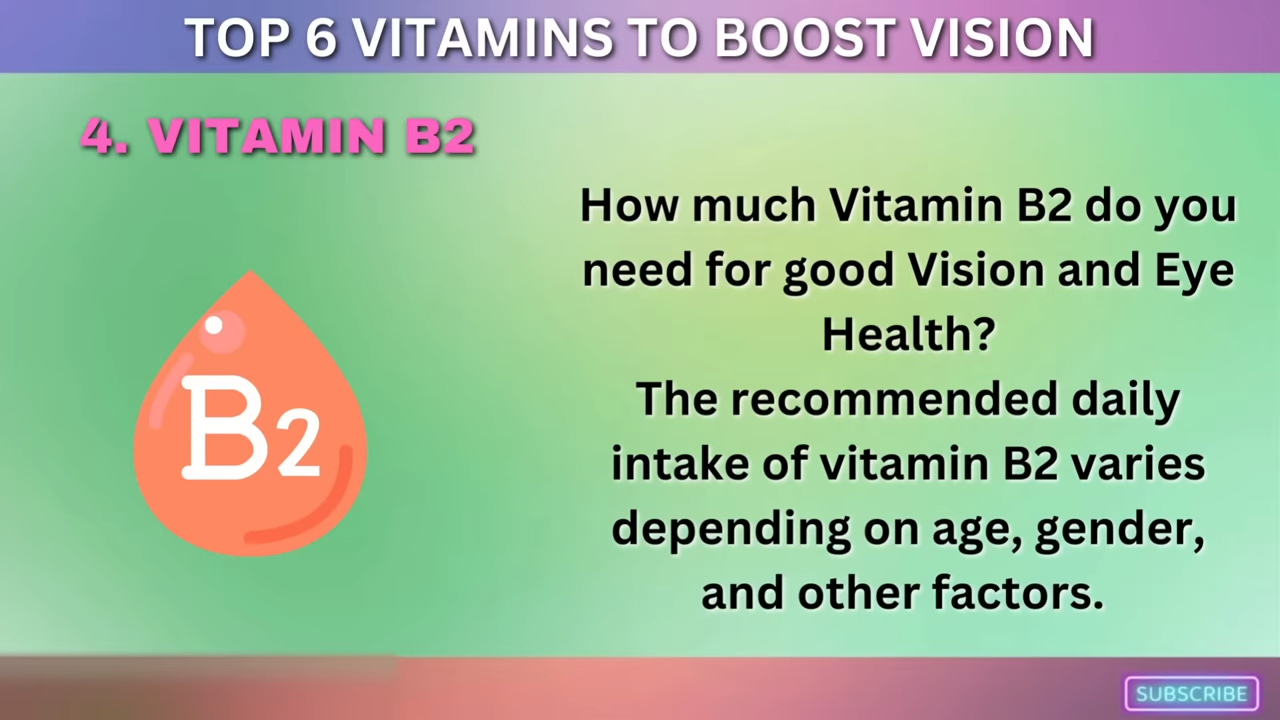 TOP 6 VITAMINS TO BOOST VISION
4. VITAMIN B2
B2
How much Vitamin B2 do you
need for good Vision and Eye
Health?
The recommended daily
intake of vitamin B2 varies
depending on age, gender,
and other factors.
SUBSCRIBE